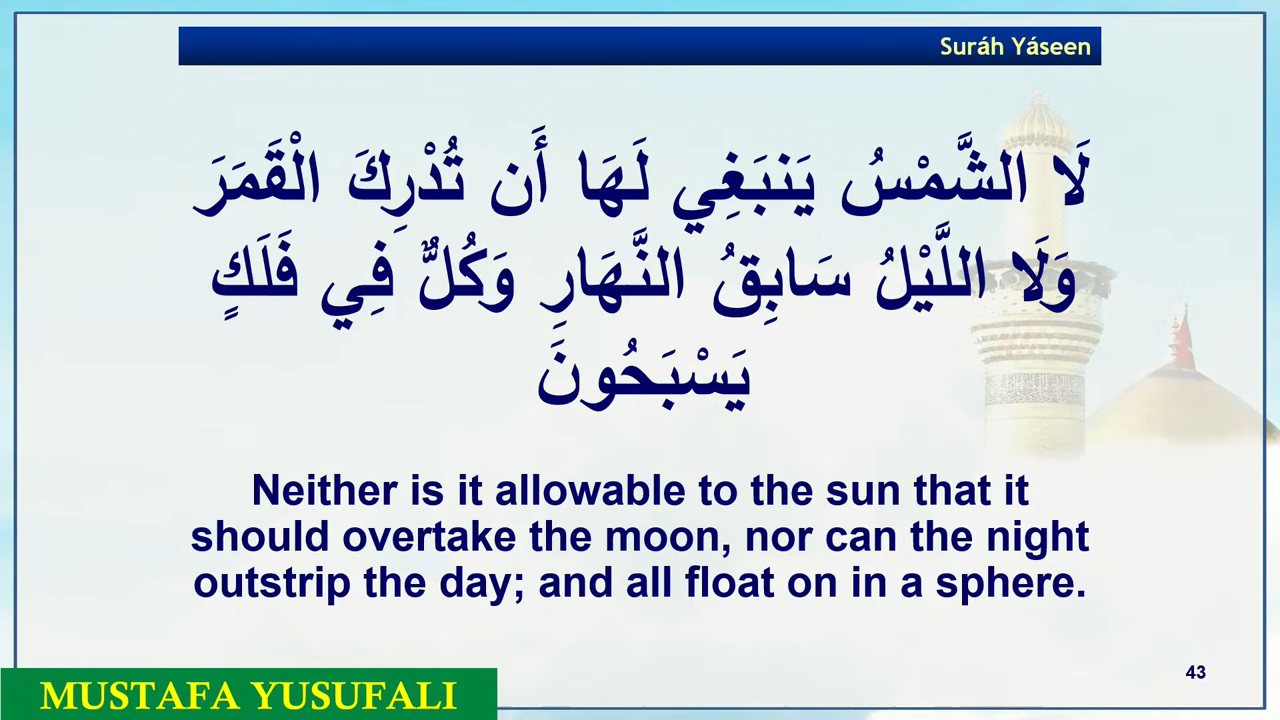 Suráh Yáseen
لَا الشَّمْسُ يَنبَغِي لَهَا أَن تُدْرِكَ الْقَمَرَ
وَلَا اللَّيْلُ سَابِقُ النَّهَارِ وَكُلٌّ فِي فَلَكٍ
يَسْبَحُونَ
Neither is it allowable to the sun that it
should overtake the moon, nor can the night
outstrip the day; and all float on in a sphere.
43
MUSTAFA YUSUFALI